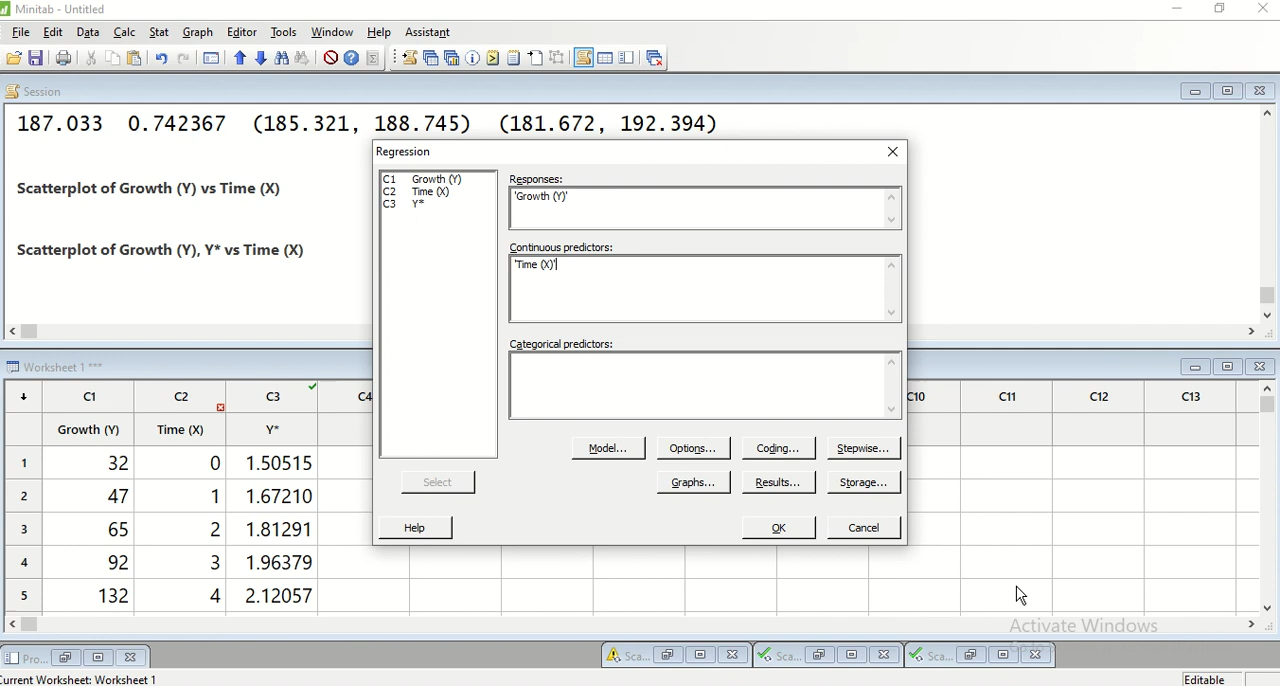 Minitab - Untitled
File Edit Data Calc Stat Graph Editor Tools Window Help Assistant
Session
187.033 0.742367 (185.321, 188.745) (181.672, 192.394)
Scatterplot of Growth (Y) vs Time (X)
Scatterplot of Growth (Y), Y* vs Time (X)
Regression
C1 Growth (Y)
C2 Time (X)
C3 Y*
Responses:
'Growth (Y)'
Continuous predictors:
'Time (X)'
Categorical predictors:
Model... Options... Coding... Stepwise...
Select Graphs... Results... Storage...
Help OK Cancel
Worksheet 1 ***
C1 C2 C3 C4 C10 C11 C12 C13
Growth (Y) Time (X) Y*
1 32 0 1.50515
2 47 1 1.67210
3 65 2 1.81291
4 92 3 1.96379
5 132 4 2.12057
Activate Windows
Pro... Sca... Sca... Sca...
Current Worksheet: Worksheet 1 Editable